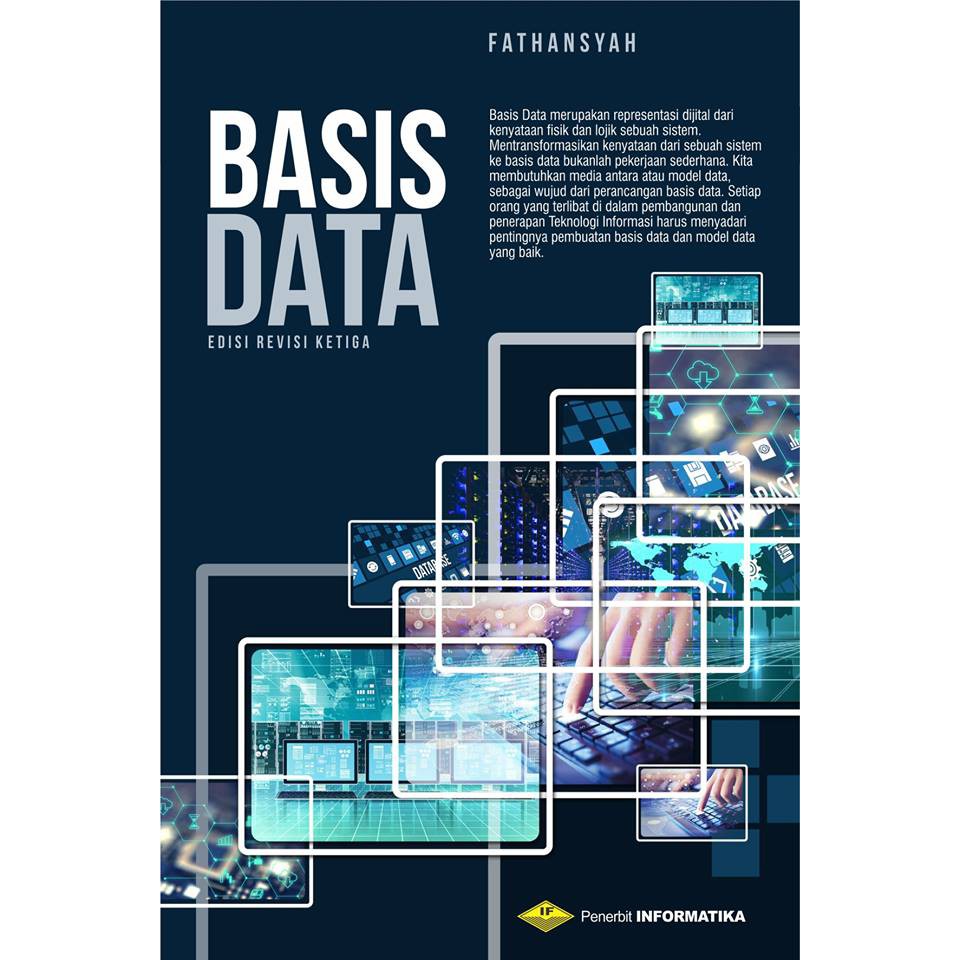 FATHANSYAH
BASIS
DATA
EDISI REVISI KETIGA
Basis Data merupakan representasi dijital dari
kenyataan fisik dan lojik sebuah sistem.
Mentransformasikan kenyataan dari sebuah sistem
ke basis data bukanlah pekerjaan sederhana. Kita
membutuhkan media antara atau model data,
sebagai wujud dari perancangan basis data. Setiap
orang yang terlibat di dalam pembangunan dan
penerapan Teknologi Informasi harus menyadari
pentingnya pembuatan basis data dan model data
yang baik.
DATABASE
DATABASE
IF
Penerbit INFORMATIKA